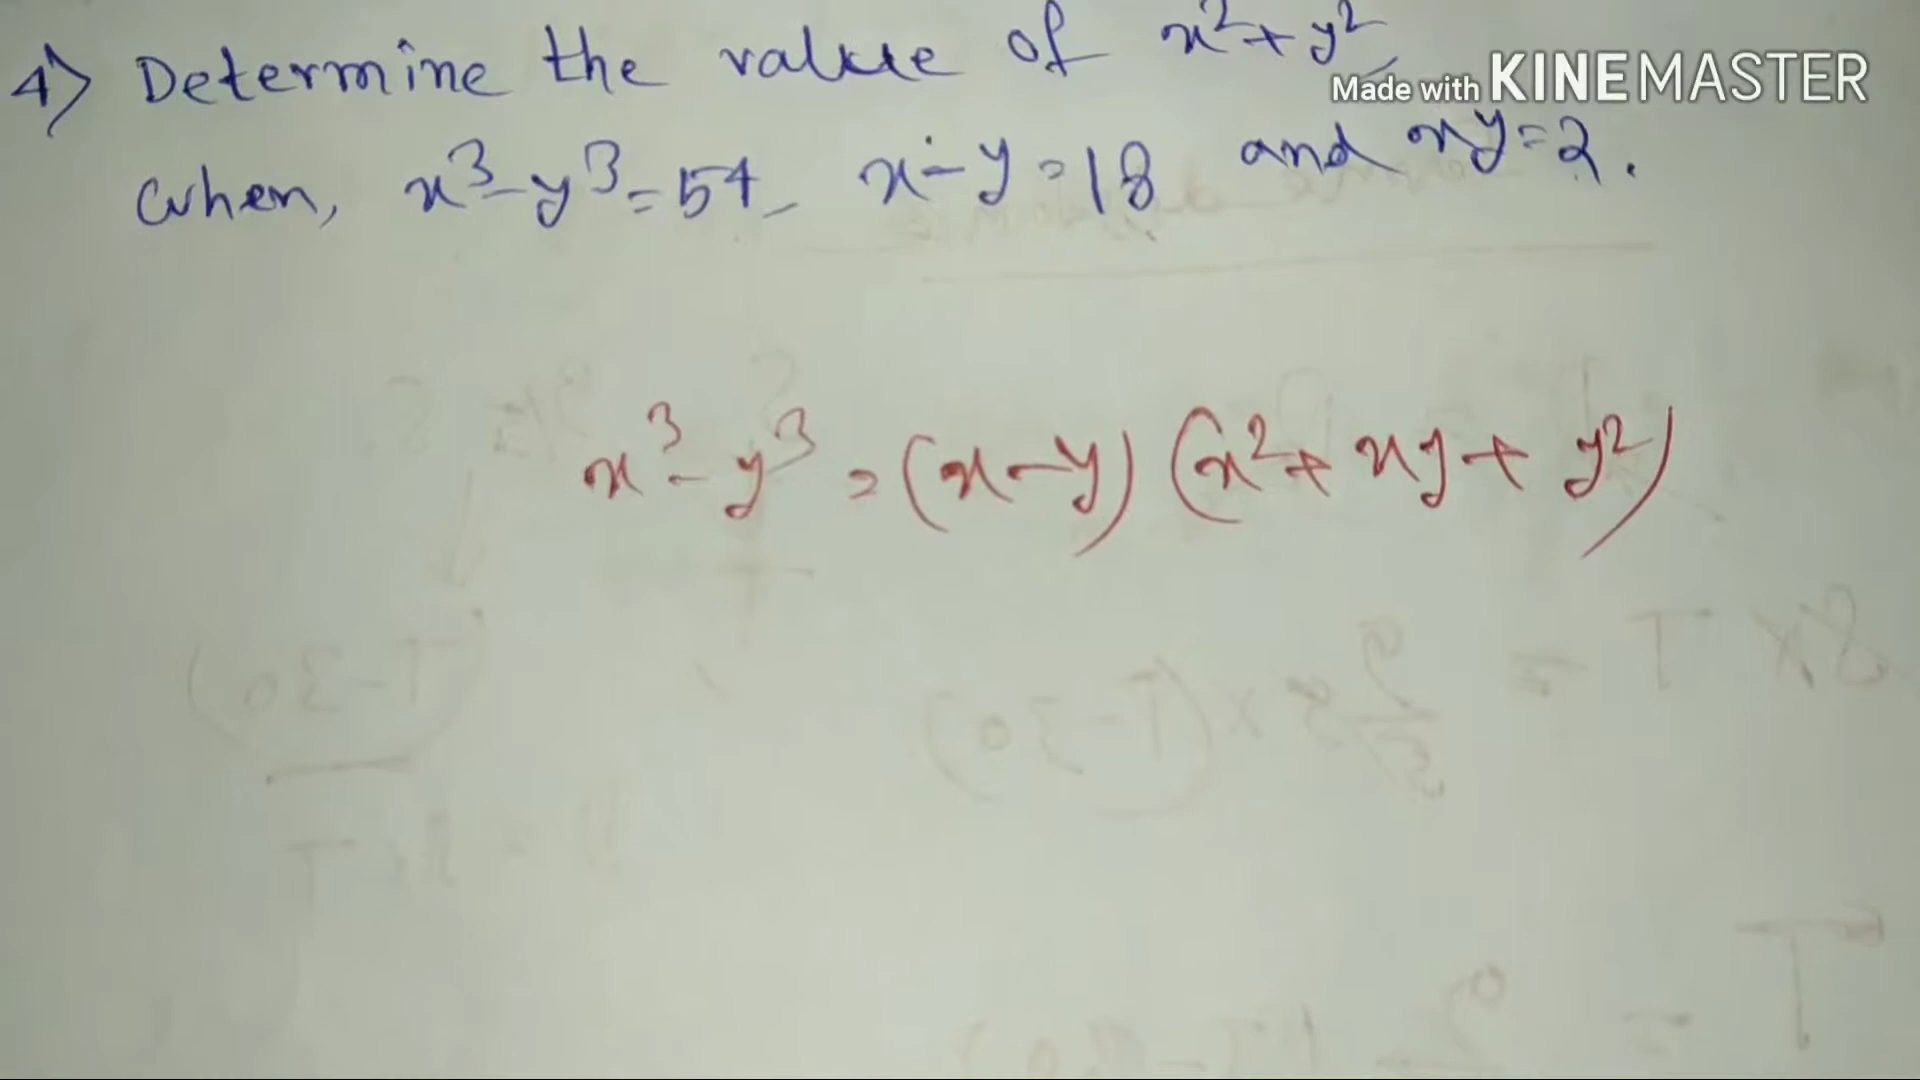 4) Determine the value of x²+y²
Made with KINEMASTER
when, x³-y³=54, x-y=18 and xy=2.
x³-y³=(x-y)(x²+xy+y²)